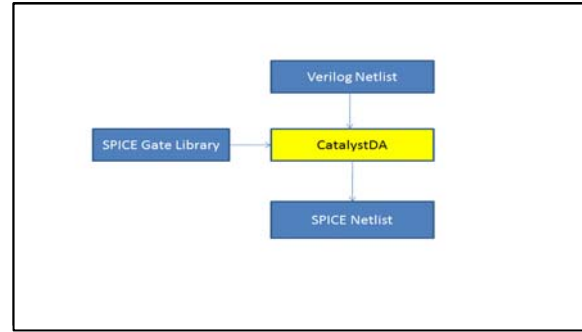 Verilog Netlist
SPICE Gate Library
CatalystDA
SPICE Netlist